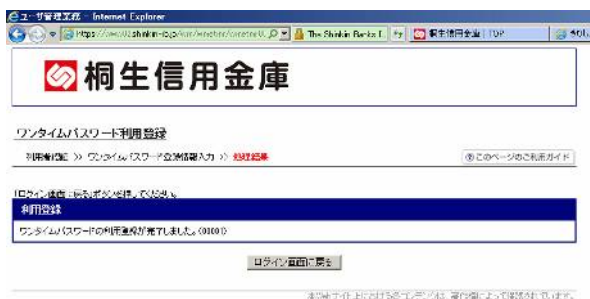 ユーザ管理業務 - Internet Explorer
The Shinkin Banks I... 桐生信用金庫 | TOP
桐生信用金庫
ワンタイムパスワード利用登録
利用者認証 >> ワンタイムパスワード登録情報入力 >> 処理結果 このページのご利用ガイド
「ログイン画面に戻る」ボタンを押してください。
利用登録
ワンタイムパスワードの利用登録が完了しました。(00001)
ログイン画面に戻る